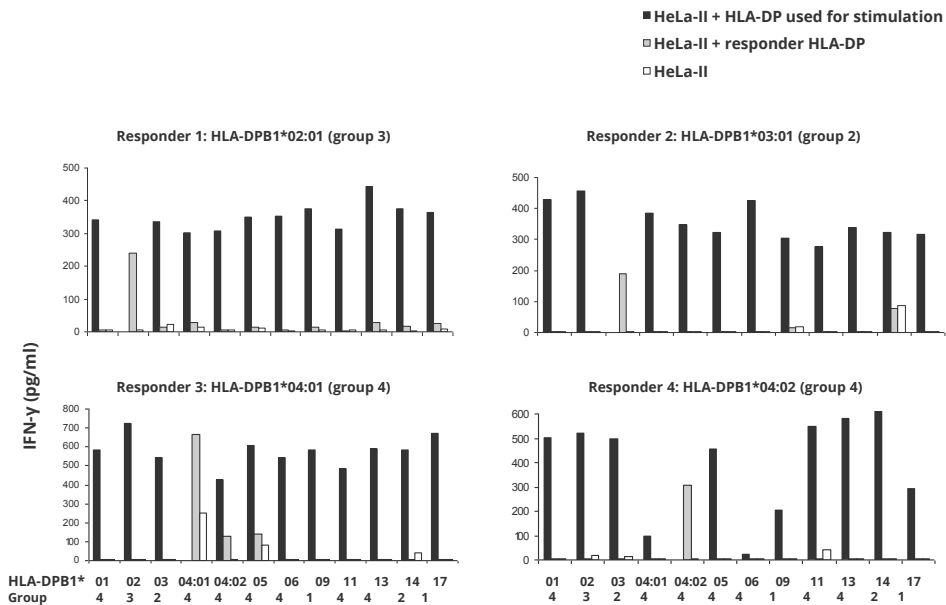 HeLa-II + HLA-DP used for stimulation
HeLa-II + responder HLA-DP
HeLa-II
Responder 1: HLA-DPB1*02:01 (group 3)
500
400
300
200
100
0
Responder 2: HLA-DPB1*03:01 (group 2)
500
400
300
200
100
0
IFN-γ (pg/ml)
Responder 3: HLA-DPB1*04:01 (group 4)
800
700
600
500
400
300
200
100
0
Responder 4: HLA-DPB1*04:02 (group 4)
600
500
400
300
200
100
0
HLA-DPB1* 01 02 03 04:01 04:02 05 06 09 11 13 14 17
Group 4 3 2 4 4 4 4 1 4 4 2 1
01 02 03 04:01 04:02 05 06 09 11 13 14 17
4 3 2 4 4 4 4 1 4 4 2 1